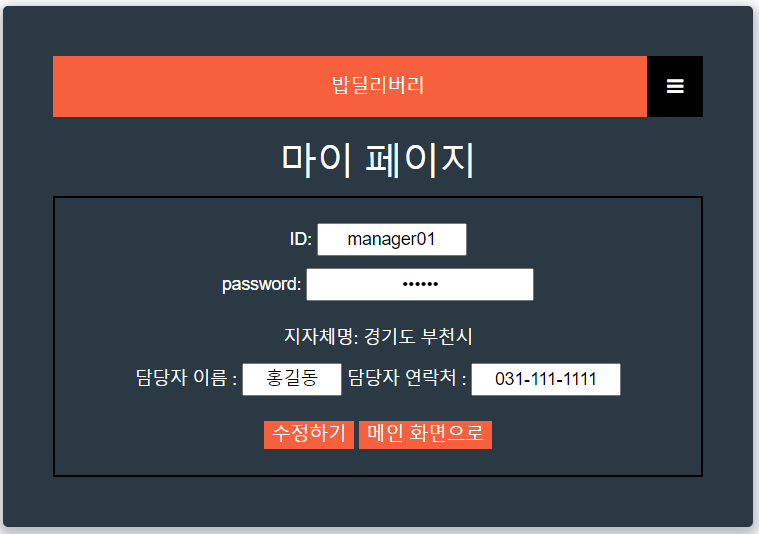 밥딜리버리
마이 페이지
ID: manager01
password: ••••••
지자체명: 경기도 부천시
담당자 이름 : 홍길동 담당자 연락처 : 031-111-1111
수정하기 메인 화면으로